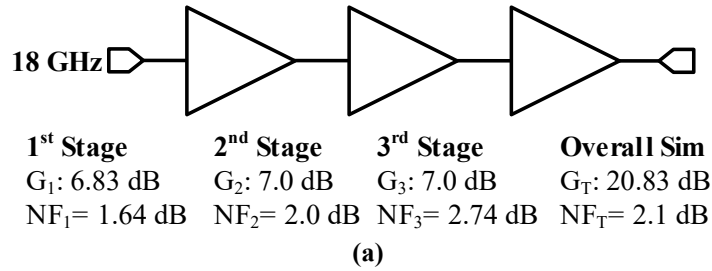 18 GHz
1st Stage 2nd Stage 3rd Stage Overall Sim
G1: 6.83 dB G2: 7.0 dB G3: 7.0 dB GT: 20.83 dB
NF1= 1.64 dB NF2= 2.0 dB NF3= 2.74 dB NFT= 2.1 dB
(a)